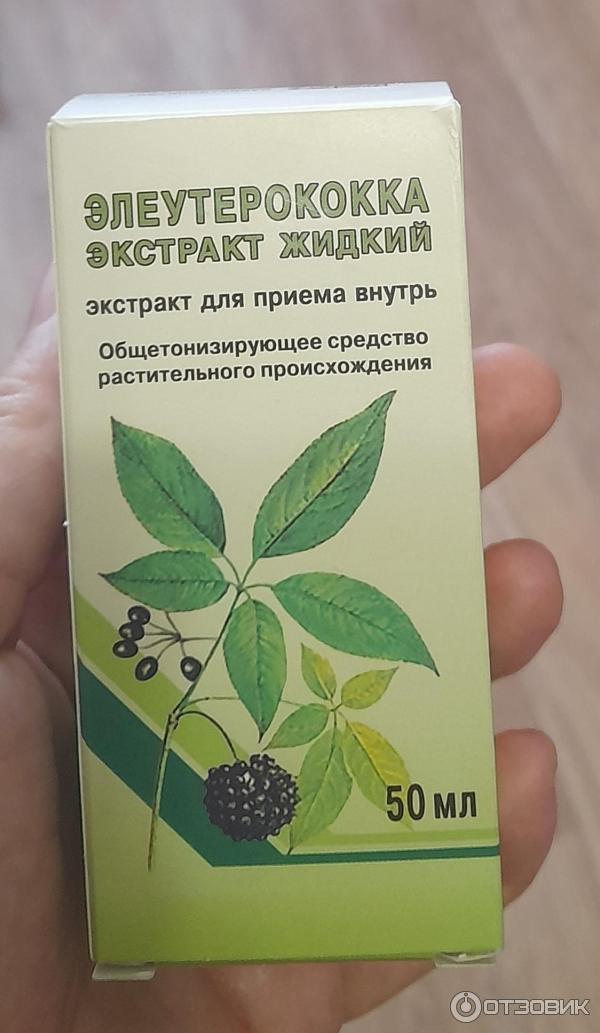 ЭЛЕУТЕРОКОККА
ЭКСТРАКТ ЖИДКИЙ
экстракт для приема внутрь
Общетонизирующее средство
растительного происхождения
50 мл
ОТЗОВИК